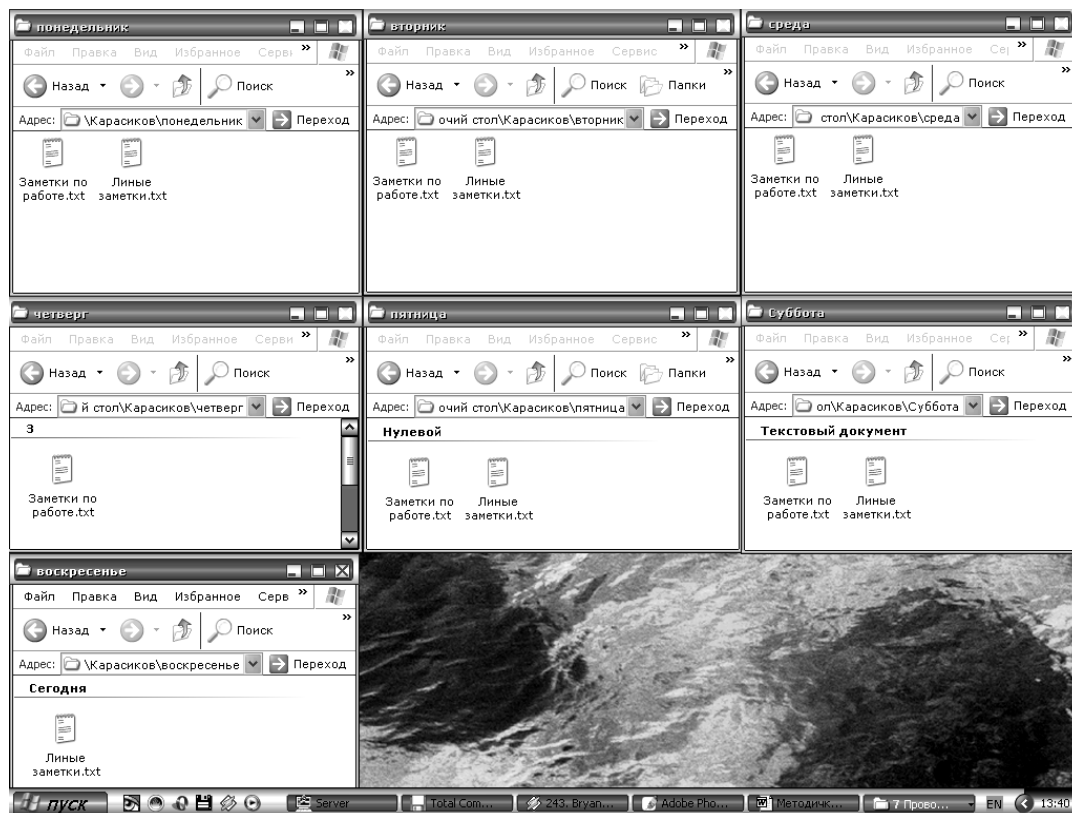 понедельник
Файл Правка Вид Избранное Серви »
Назад Поиск »
Адрес: \Карасиков\понедельник Переход
Заметки по Линые
работе.txt заметки.txt
вторник
Файл Правка Вид Избранное Сервис »
Назад Поиск Папки
Адрес: очий стол\Карасиков\вторник Переход
Заметки по Линые
работе.txt заметки.txt
среда
Файл Правка Вид Избранное Сер »
Назад Поиск »
Адрес: стол\Карасиков\среда Переход
Заметки по Линые
работе.txt заметки.txt
четверг
Файл Правка Вид Избранное Серви »
Назад Поиск »
Адрес: й стол\Карасиков\четверг Переход
З
Заметки по
работе.txt
пятница
Файл Правка Вид Избранное Сервис »
Назад Поиск Папки
Адрес: очий стол\Карасиков\пятница Переход
Нулевой
Заметки по Линые
работе.txt заметки.txt
Суббота
Файл Правка Вид Избранное Сер »
Назад Поиск »
Адрес: ол\Карасиков\Суббота Переход
Текстовый документ
Заметки по Линые
работе.txt заметки.txt
воскресенье
Файл Правка Вид Избранное Серв »
Назад Поиск »
Адрес: \Карасиков\воскресенье Переход
Сегодня
Линые
заметки.txt
пуск Server Total Com... 243. Bryan... Adobe Pho... Методичк... 7 Прово... EN 13:40